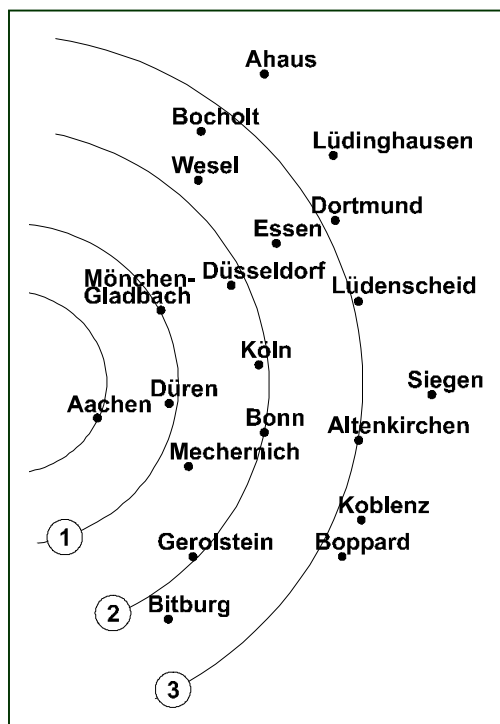 Ahaus
Bocholt
Lüdinghausen
Wesel
Dortmund
Essen
Mönchen-
Gladbach
Düsseldorf
Lüdenscheid
Köln
Siegen
Aachen
Düren
Bonn
Altenkirchen
Mechernich
Koblenz
1
Gerolstein
Boppard
2
Bitburg
3